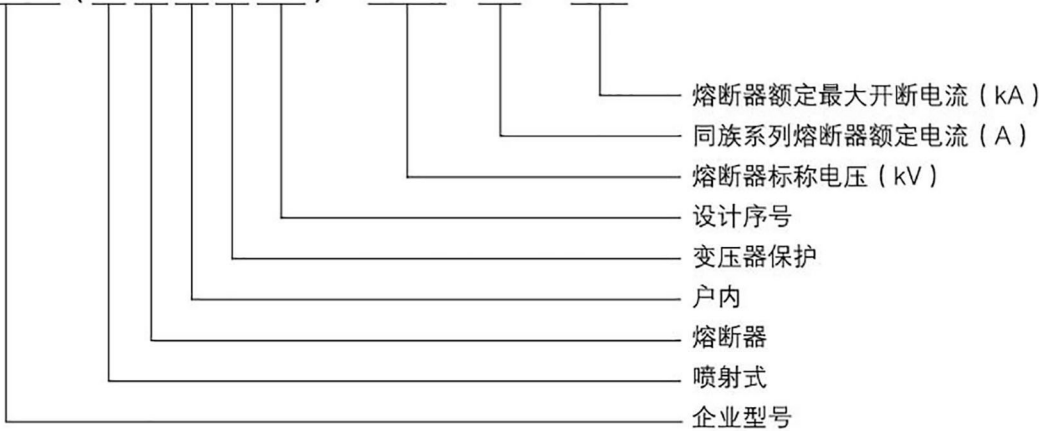 熔断器额定最大开断电流(kA)
同族系列熔断器额定电流(A)
熔断器标称电压(kV)
设计序号
变压器保护
户内
熔断器
喷射式
企业型号